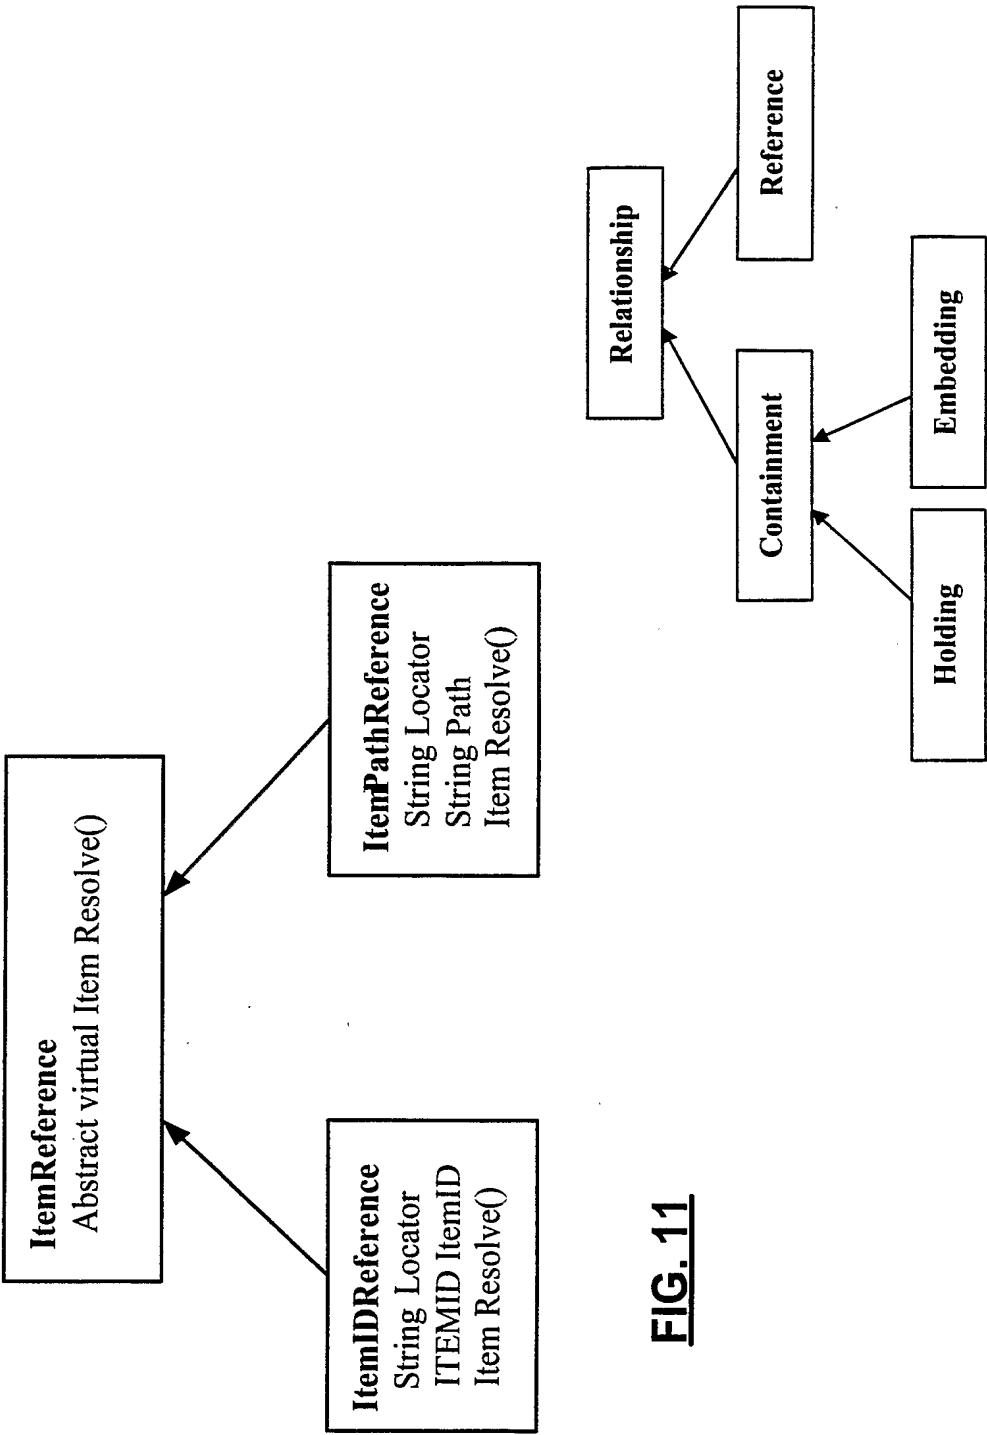 ItemReference
Abstract virtual Item Resolve()
ItemIDReference
String Locator
ITEMID ItemID
Item Resolve()
ItemPathReference
String Locator
String Path
Item Resolve()
Relationship
Containment
Reference
Holding
Embedding
FIG. 11